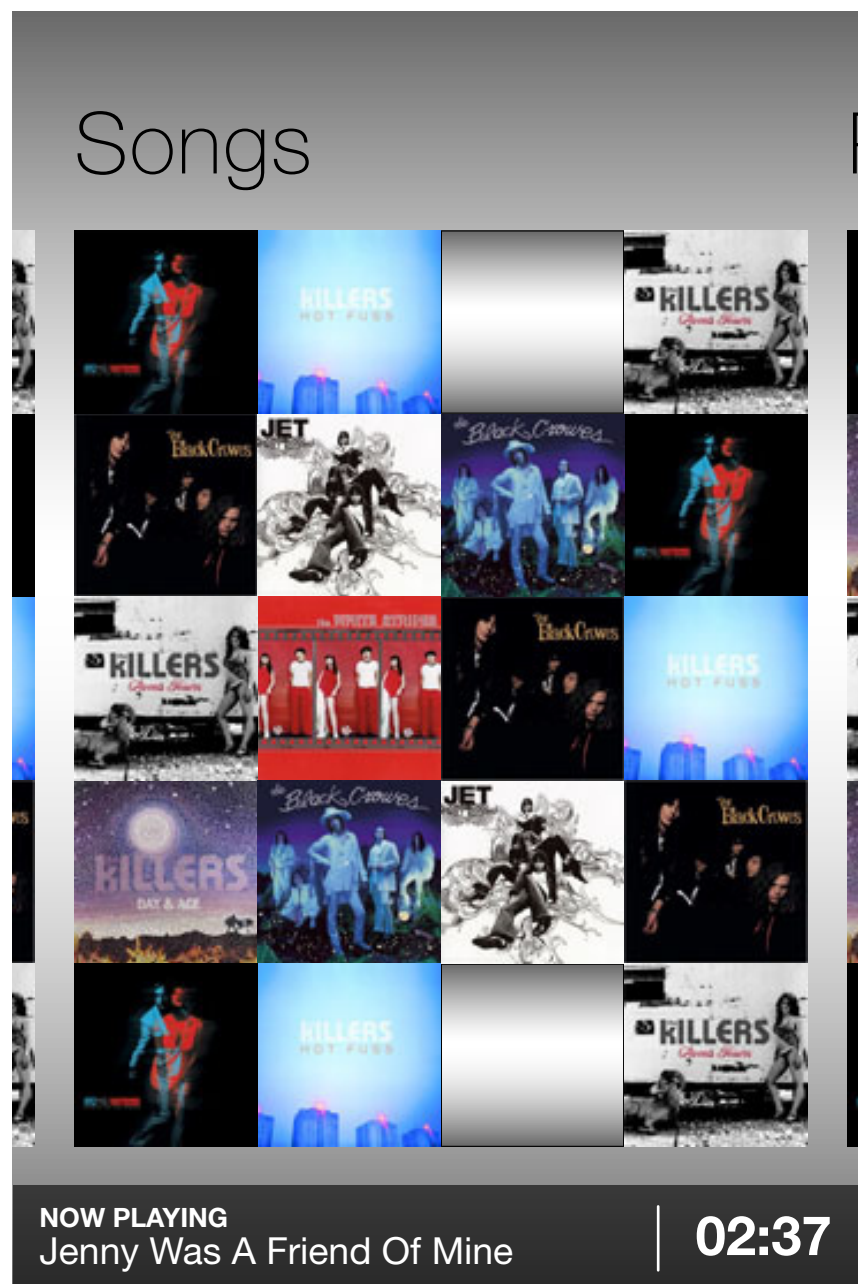 Songs
KILLERS
HOT FUSS
KILLERS
Sam's Town
The Black Crowes
JET
the Black Crowes
KILLERS
Sam's Town
the WHITE STRIPES
The Black Crowes
KILLERS
HOT FUSS
KILLERS
DAY & AGE
the Black Crowes
JET
The Black Crowes
KILLERS
HOT FUSS
KILLERS
Sam's Town
NOW PLAYING
Jenny Was A Friend Of Mine
02:37